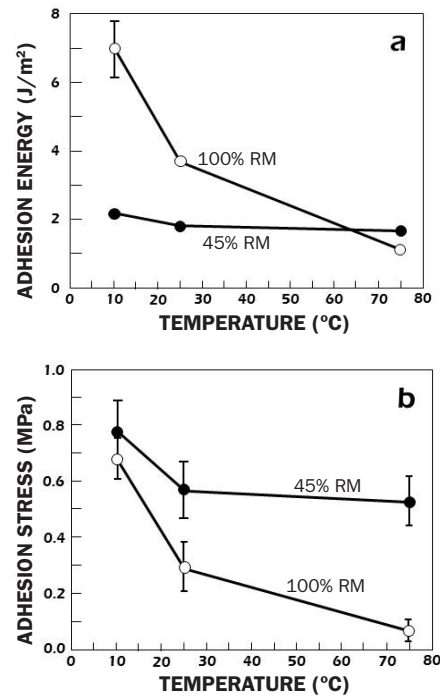 a
8
6
4
2
0
0 10 20 30 40 50 60 70 80
ADHESION ENERGY (J/m²)
100% RM
45% RM
TEMPERATURE (ºC)
b
1.0
0.8
0.6
0.4
0.2
0.0
0 10 20 30 40 50 60 70 80
ADHESION STRESS (MPa)
45% RM
100% RM
TEMPERATURE (ºC)